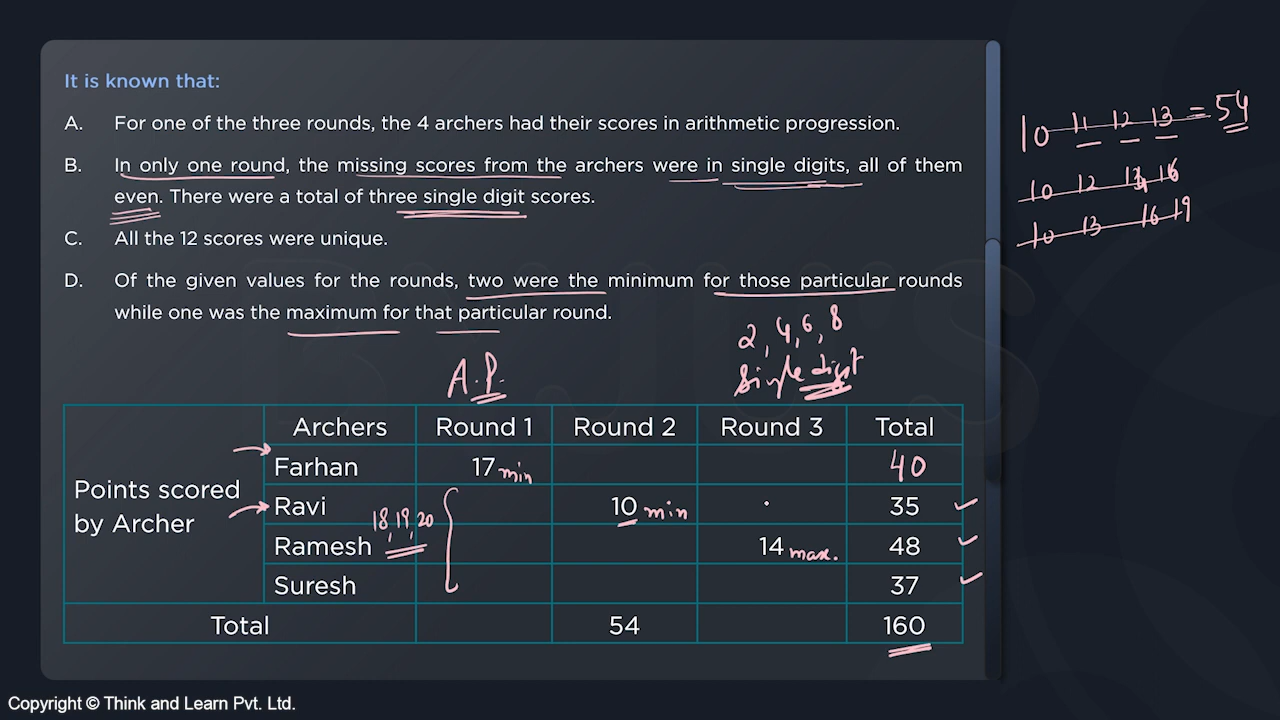 It is known that:
A. For one of the three rounds, the 4 archers had their scores in arithmetic progression.
B. In only one round, the missing scores from the archers were in single digits, all of them
even. There were a total of three single digit scores.
C. All the 12 scores were unique.
D. Of the given values for the rounds, two were the minimum for those particular rounds
while one was the maximum for that particular round.
10 11 12 13 = 54
10 12 14 16
10 13 16 19
2, 4, 6, 8
A.P. Single digit
Archers Round 1 Round 2 Round 3 Total
Farhan 17 min 40
Points scored
by Archer
Ravi 10 min 35
18, 19, 20
Ramesh 14 max. 48
Suresh 37
Total 54 160
Copyright © Think and Learn Pvt. Ltd.